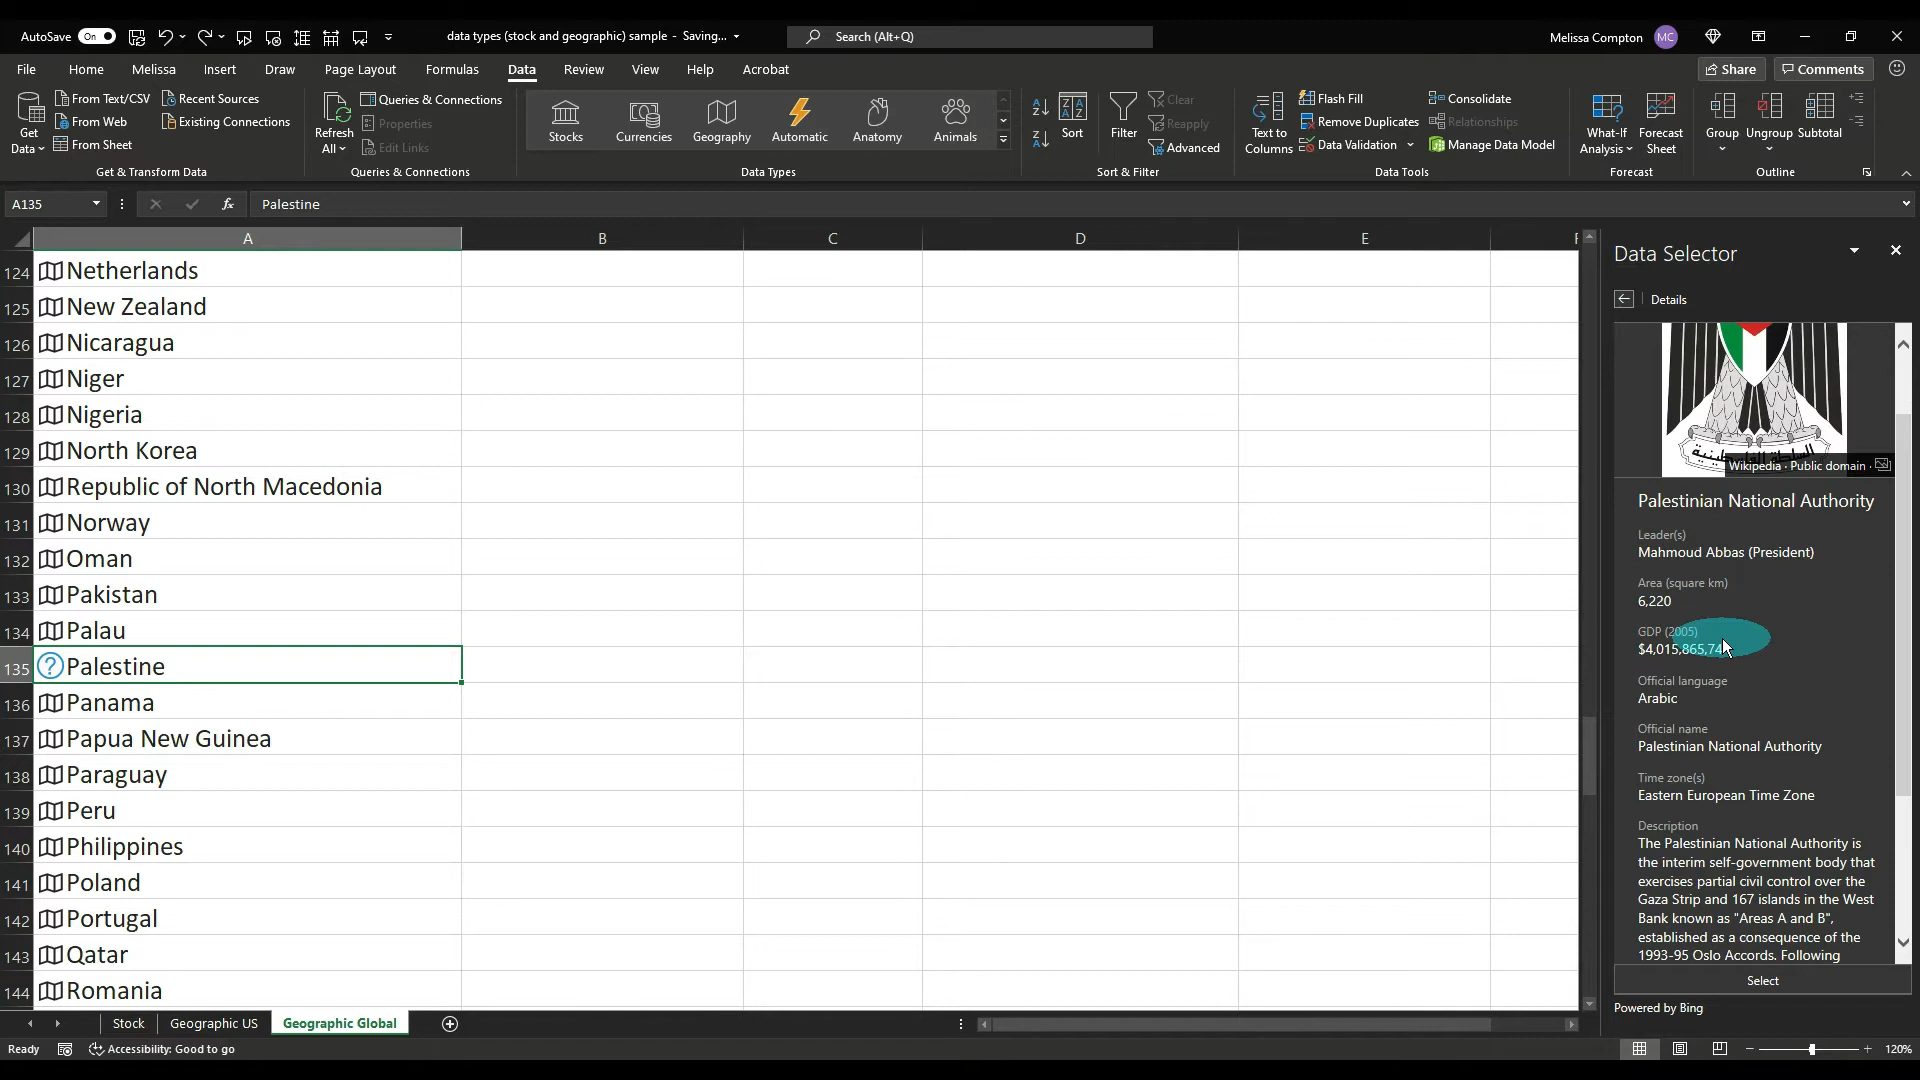 AutoSave On data types (stock and geographic) sample - Saving... Search (Alt+Q) Melissa Compton MC
File Home Melissa Insert Draw Page Layout Formulas Data Review View Help Acrobat Share Comments
Get Data
From Text/CSV
From Web
From Sheet
Recent Sources
Existing Connections
Get & Transform Data
Refresh All
Queries & Connections
Properties
Edit Links
Queries & Connections
Stocks
Currencies
Geography
Automatic
Anatomy
Animals
Data Types
Sort
Filter
Clear
Reapply
Advanced
Sort & Filter
Text to Columns
Flash Fill
Remove Duplicates
Data Validation
Consolidate
Relationships
Manage Data Model
Data Tools
What-If Analysis
Forecast Sheet
Forecast
Group
Ungroup
Subtotal
Outline
A135 fx Palestine
A B C D E F
124 Netherlands
125 New Zealand
126 Nicaragua
127 Niger
128 Nigeria
129 North Korea
130 Republic of North Macedonia
131 Norway
132 Oman
133 Pakistan
134 Palau
135 Palestine
136 Panama
137 Papua New Guinea
138 Paraguay
139 Peru
140 Philippines
141 Poland
142 Portugal
143 Qatar
144 Romania
Data Selector
Details
السلطة الفلسطينية
Wikipedia · Public domain ·
Palestinian National Authority
Leader(s)
Mahmoud Abbas (President)
Area (square km)
6,220
GDP (2005)
$4,015,865,74
Official language
Arabic
Official name
Palestinian National Authority
Time zone(s)
Eastern European Time Zone
Description
The Palestinian National Authority is
the interim self-government body that
exercises partial civil control over the
Gaza Strip and 167 islands in the West
Bank known as "Areas A and B",
established as a consequence of the
1993-95 Oslo Accords. Following
Select
Powered by Bing
Stock Geographic US Geographic Global
Ready Accessibility: Good to go 120%